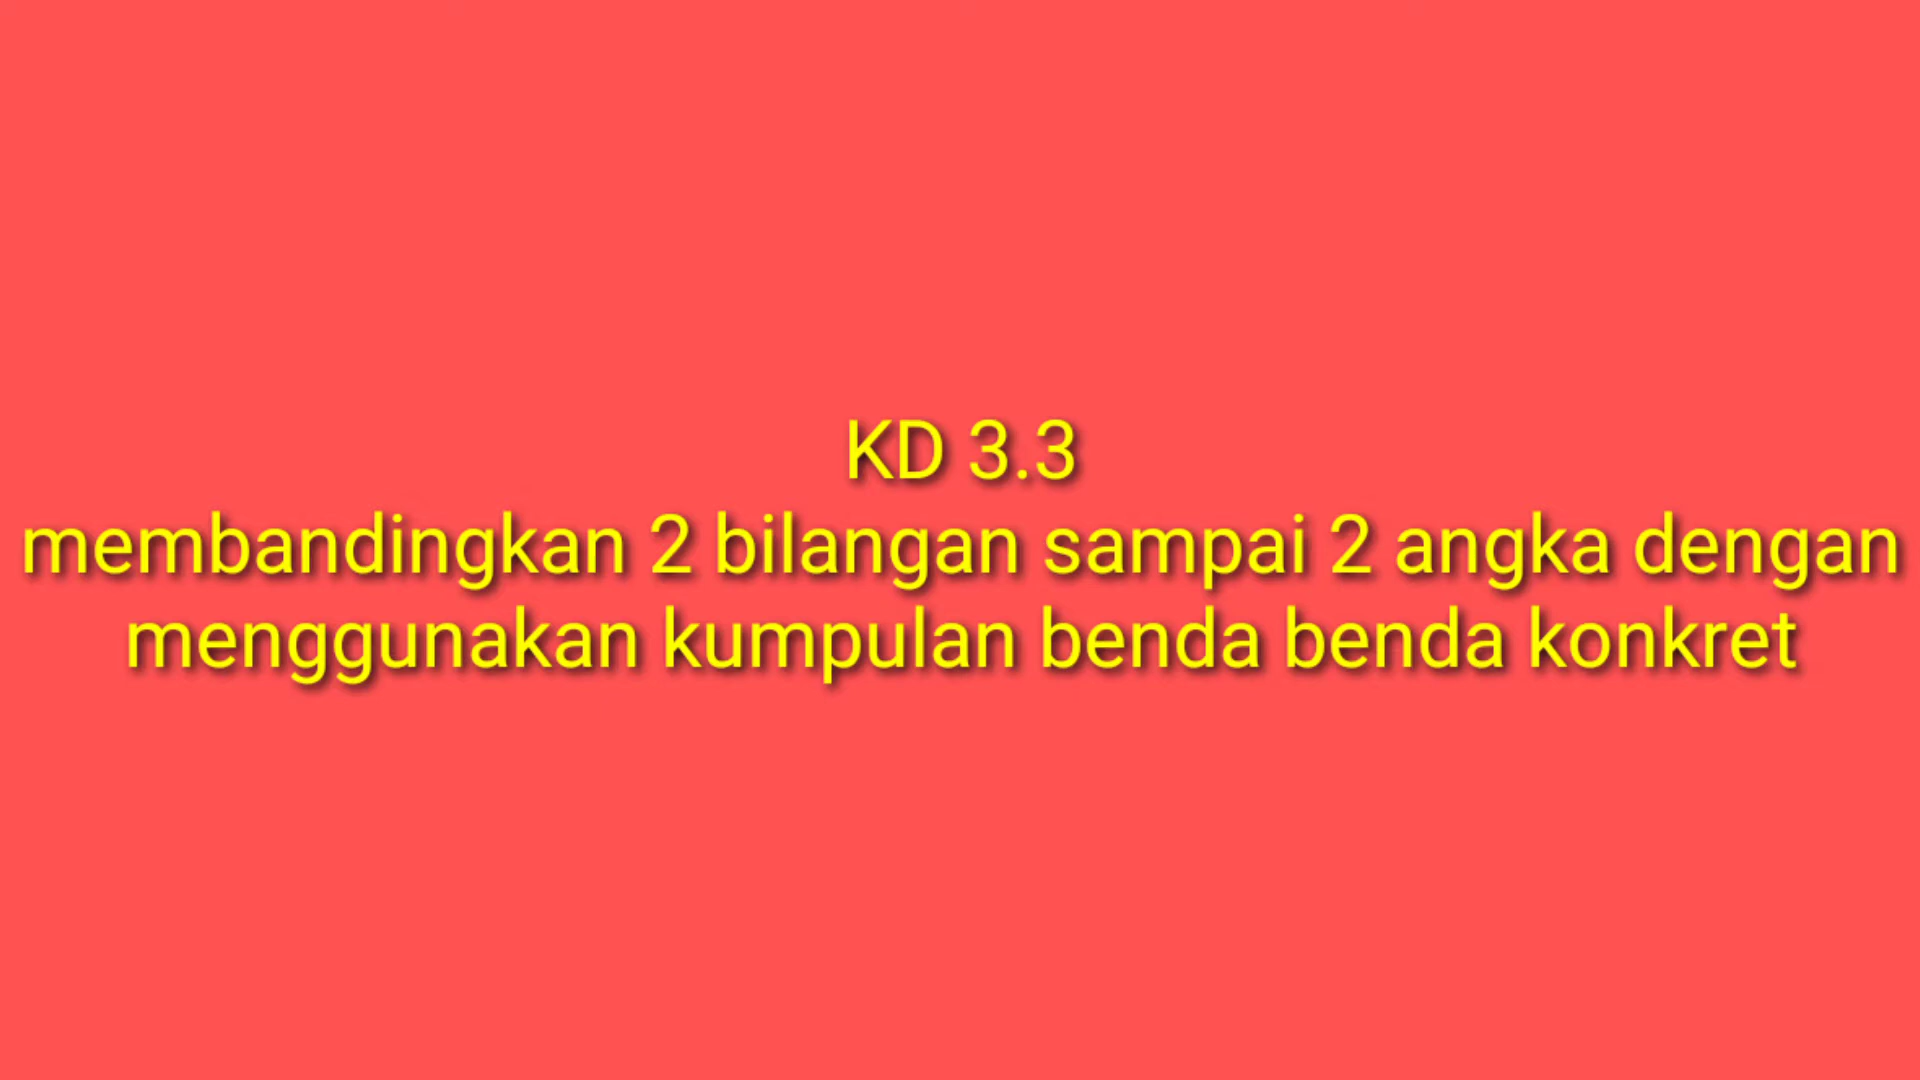 KD 3.3
membandingkan 2 bilangan sampai 2 angka dengan
menggunakan kumpulan benda benda konkret